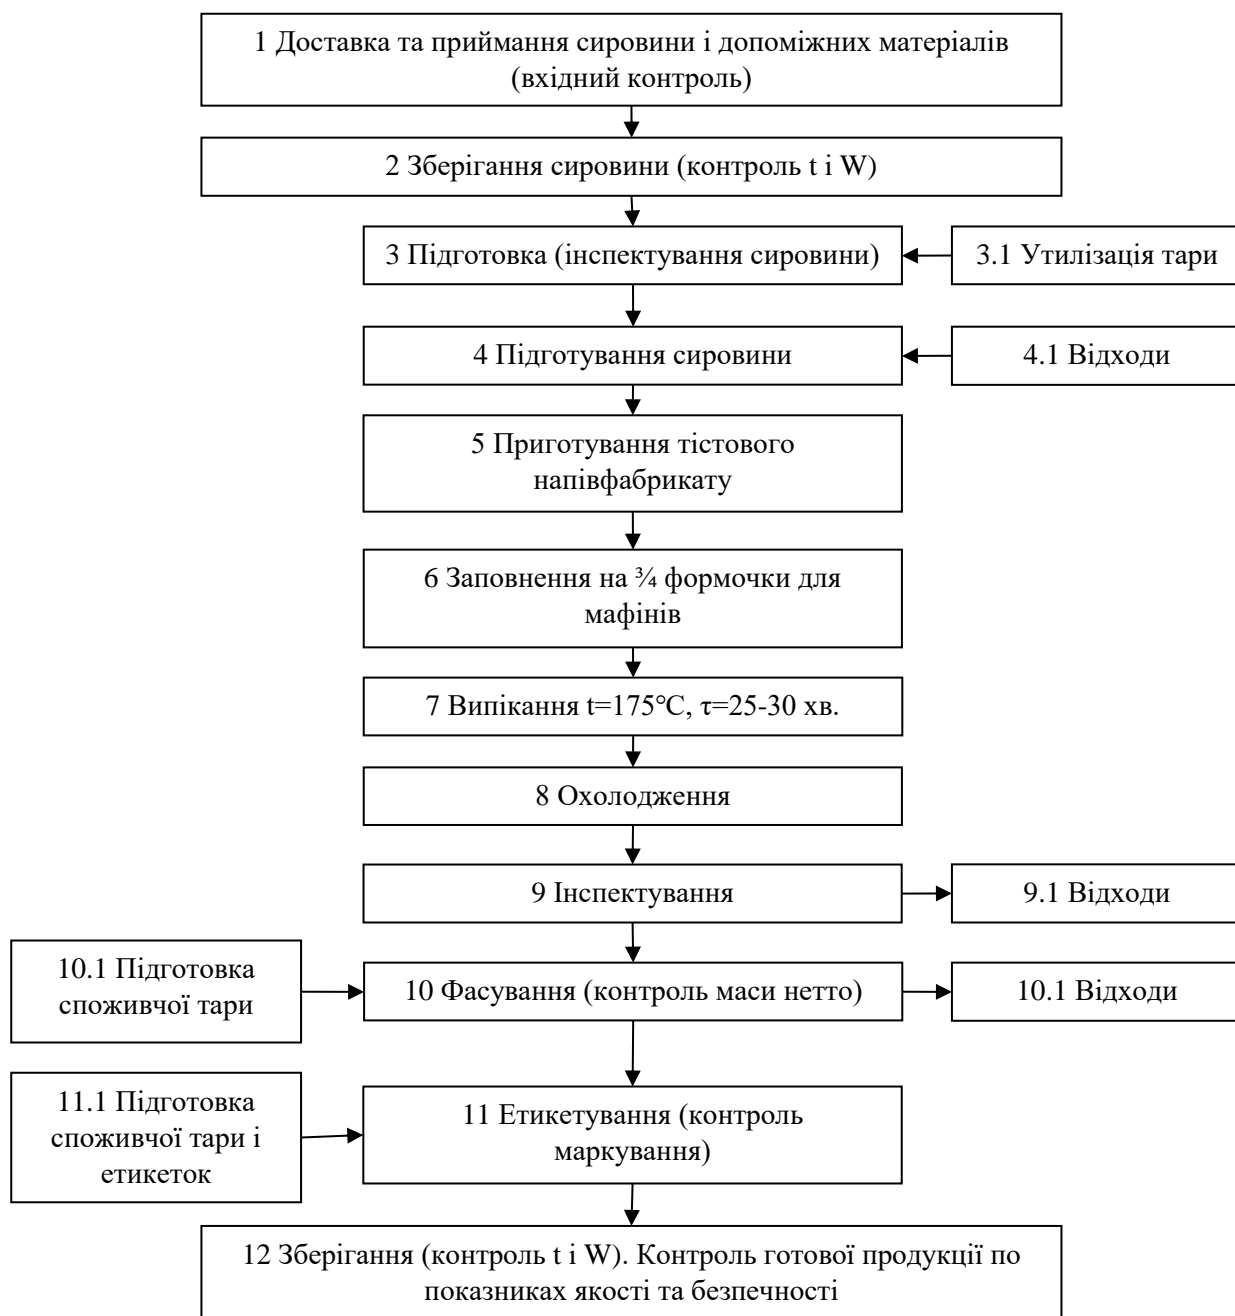 1 Доставка та приймання сировини і допоміжних матеріалів
(вхідний контроль)
2 Зберігання сировини (контроль t і W)
3 Підготовка (інспектування сировини)
3.1 Утилізація тари
4 Підготування сировини
4.1 Відходи
5 Приготування тістового
напівфабрикату
6 Заповнення на ¾ формочки для
мафінів
7 Випікання t=175℃, τ=25-30 хв.
8 Охолодження
9 Інспектування
9.1 Відходи
10.1 Підготовка
споживчої тари
10 Фасування (контроль маси нетто)
10.1 Відходи
11.1 Підготовка
споживчої тари і
етикеток
11 Етикетування (контроль
маркування)
12 Зберігання (контроль t і W). Контроль готової продукції по
показниках якості та безпечності